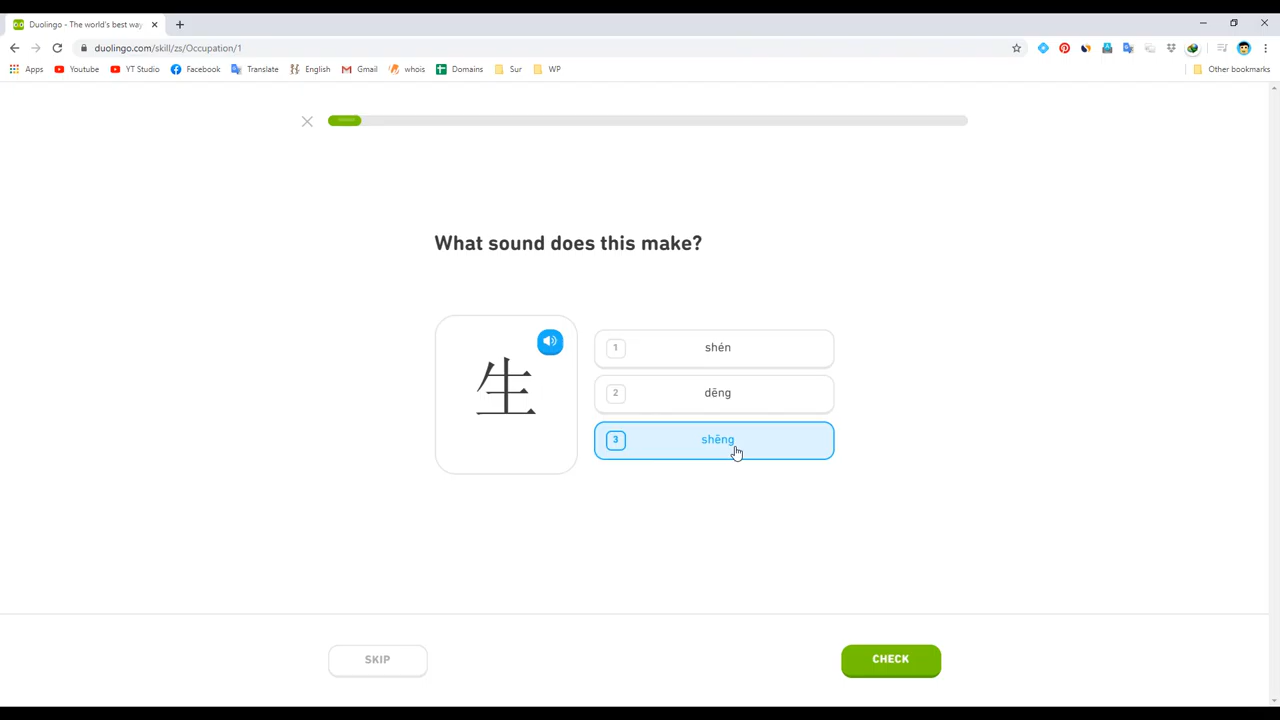 Duolingo - The world's best way
duolingo.com/skill/zs/Occupation/1
Apps Youtube YT Studio Facebook Translate English Gmail whois Domains Sur WP Other bookmarks
What sound does this make?
生
1 shén
2 dēng
3 shēng
SKIP
CHECK